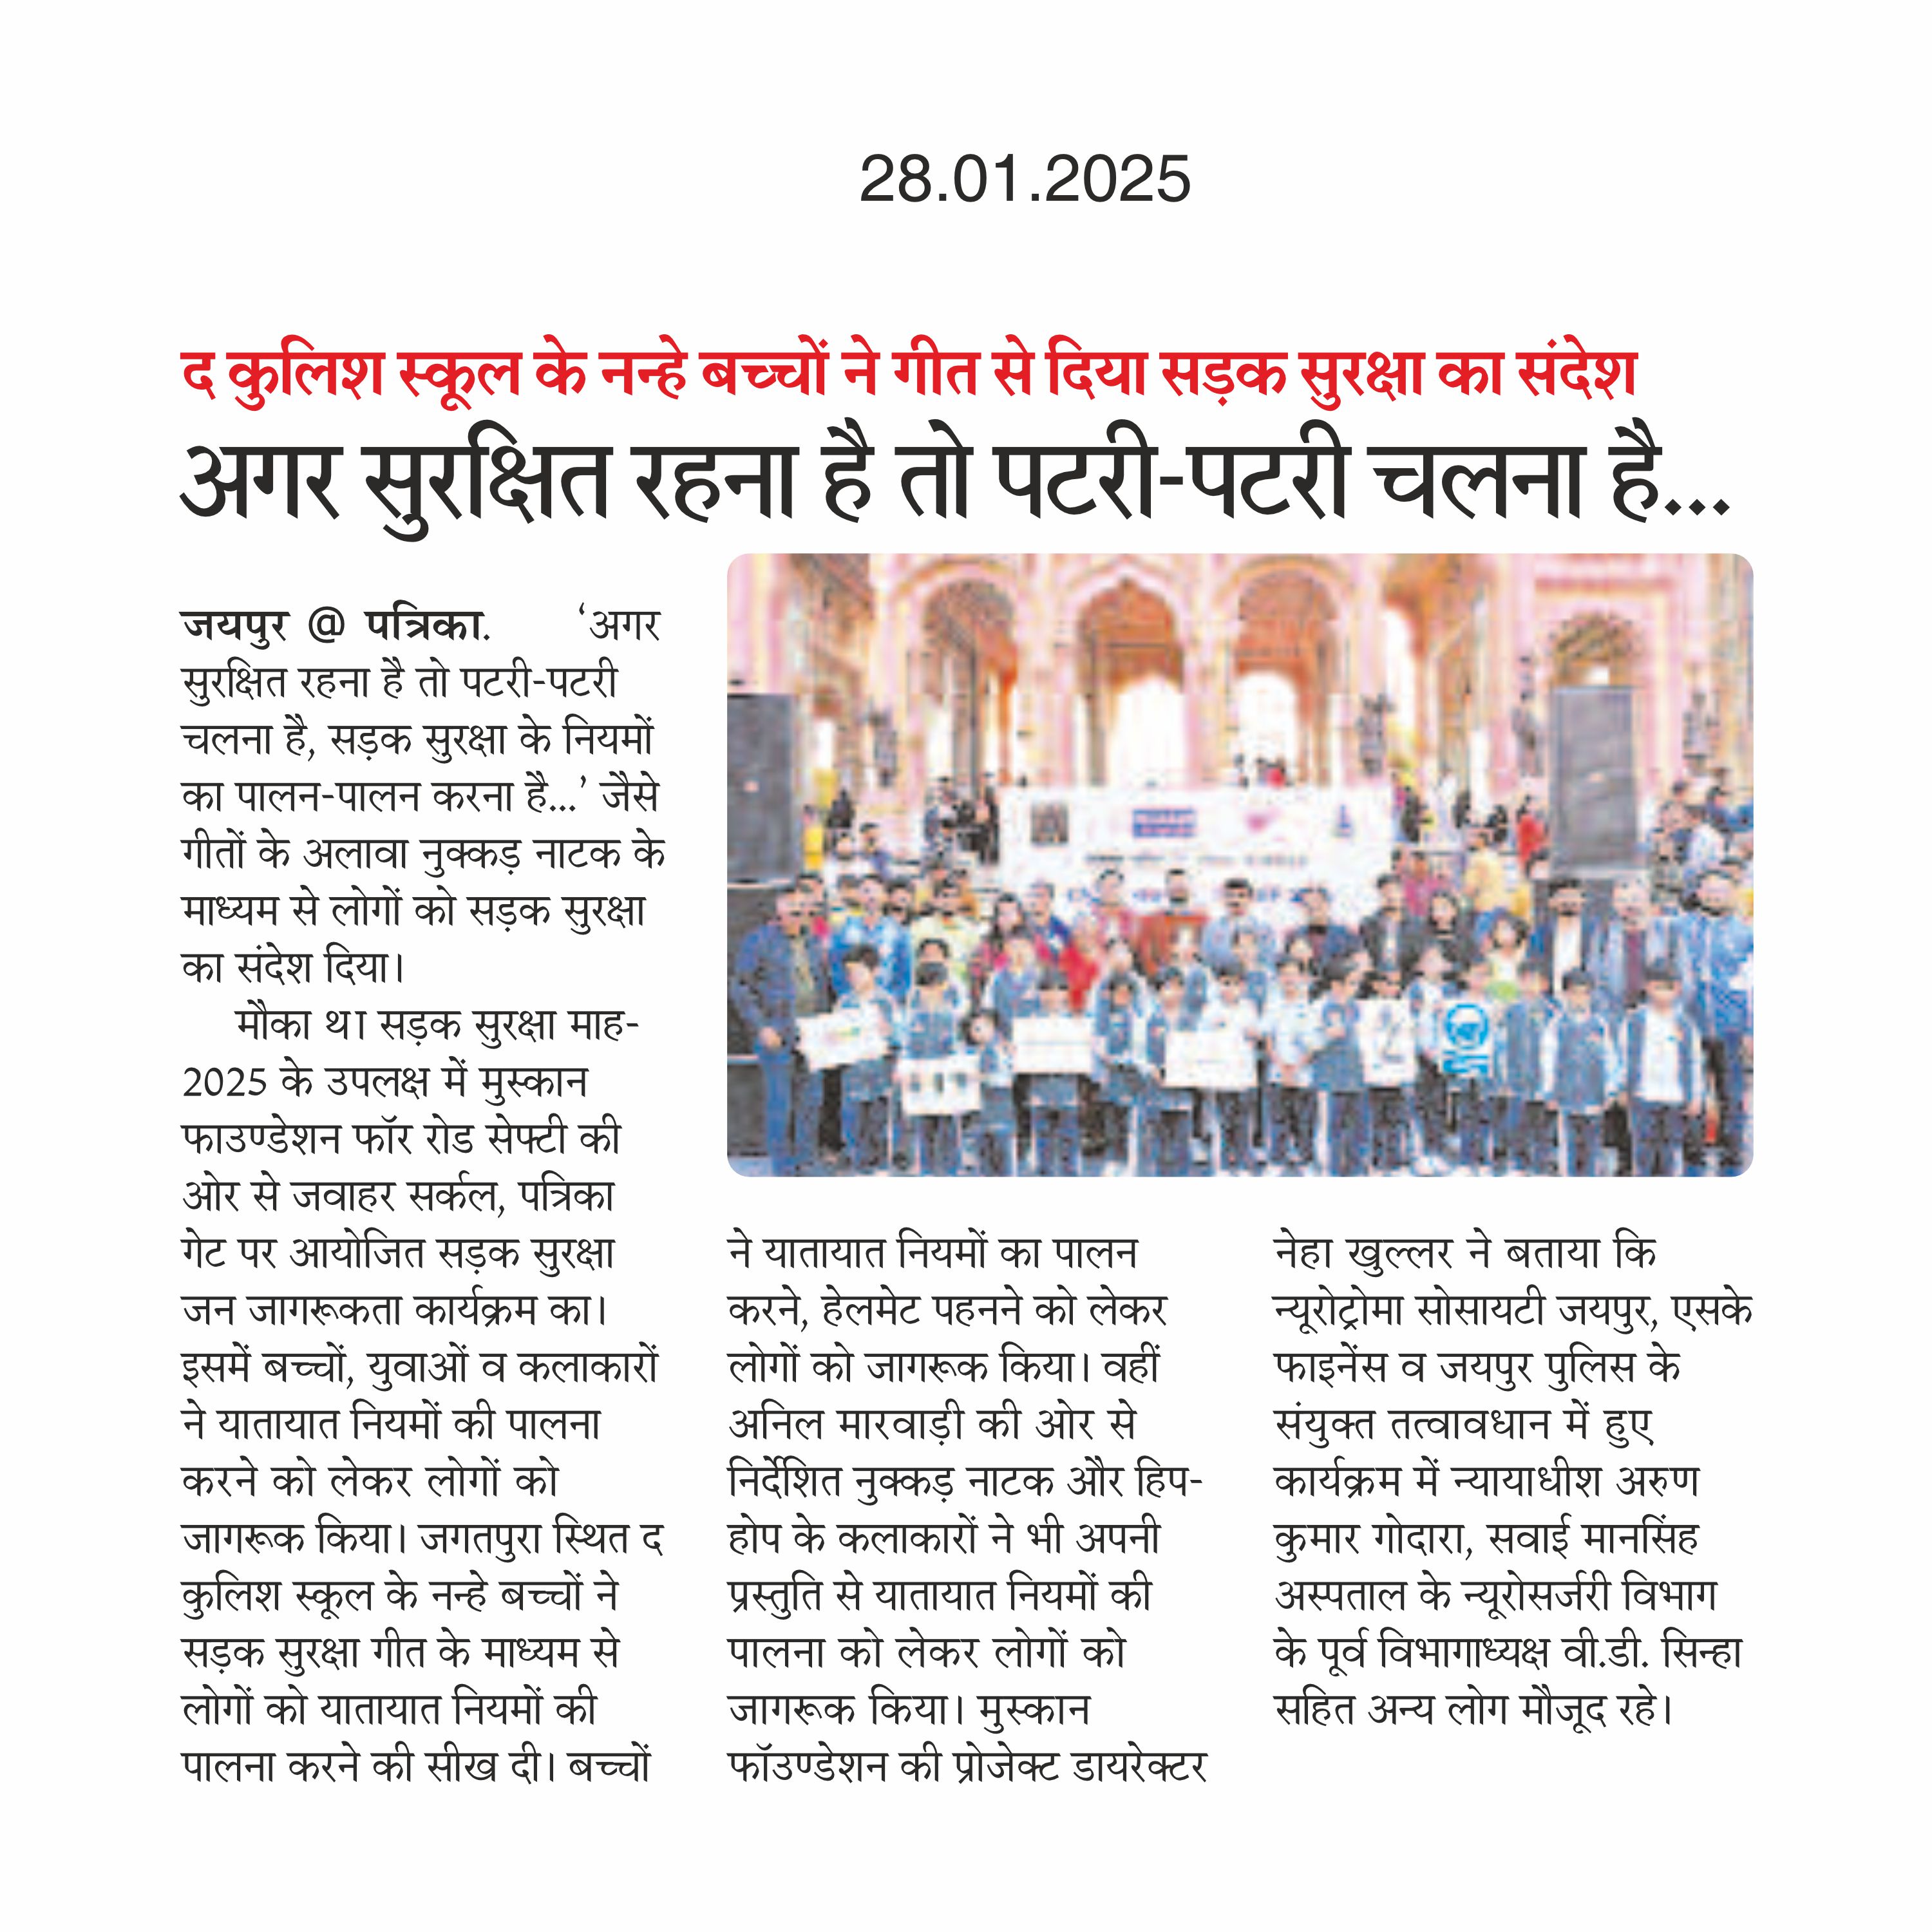 28.01.2025
द कुलिश स्कूल के नन्हे बच्चों ने गीत से दिया सड़क सुरक्षा का संदेश
अगर सुरक्षित रहना है तो पटरी-पटरी चलना है...
जयपुर @ पत्रिका. ‘अगर
सुरक्षित रहना है तो पटरी-पटरी
चलना है, सड़क सुरक्षा के नियमों
का पालन-पालन करना है...’ जैसे
गीतों के अलावा नुक्कड़ नाटक के
माध्यम से लोगों को सड़क सुरक्षा
का संदेश दिया।
मौका था सड़क सुरक्षा माह-
2025 के उपलक्ष में मुस्कान
फाउण्डेशन फॉर रोड सेफ्टी की
ओर से जवाहर सर्कल, पत्रिका
गेट पर आयोजित सड़क सुरक्षा
जन जागरूकता कार्यक्रम का।
इसमें बच्चों, युवाओं व कलाकारों
ने यातायात नियमों की पालना
करने को लेकर लोगों को
जागरूक किया। जगतपुरा स्थित द
कुलिश स्कूल के नन्हे बच्चों ने
सड़क सुरक्षा गीत के माध्यम से
लोगों को यातायात नियमों की
पालना करने की सीख दी। बच्चों
ने यातायात नियमों का पालन
करने, हेलमेट पहनने को लेकर
लोगों को जागरूक किया। वहीं
अनिल मारवाड़ी की ओर से
निर्देशित नुक्कड़ नाटक और हिप-
होप के कलाकारों ने भी अपनी
प्रस्तुति से यातायात नियमों की
पालना को लेकर लोगों को
जागरूक किया। मुस्कान
फॉउण्डेशन की प्रोजेक्ट डायरेक्टर
नेहा खुल्लर ने बताया कि
न्यूरोट्रोमा सोसायटी जयपुर, एसके
फाइनेंस व जयपुर पुलिस के
संयुक्त तत्वावधान में हुए
कार्यक्रम में न्यायाधीश अरुण
कुमार गोदारा, सवाई मानसिंह
अस्पताल के न्यूरोसर्जरी विभाग
के पूर्व विभागाध्यक्ष वी.डी. सिन्हा
सहित अन्य लोग मौजूद रहे।